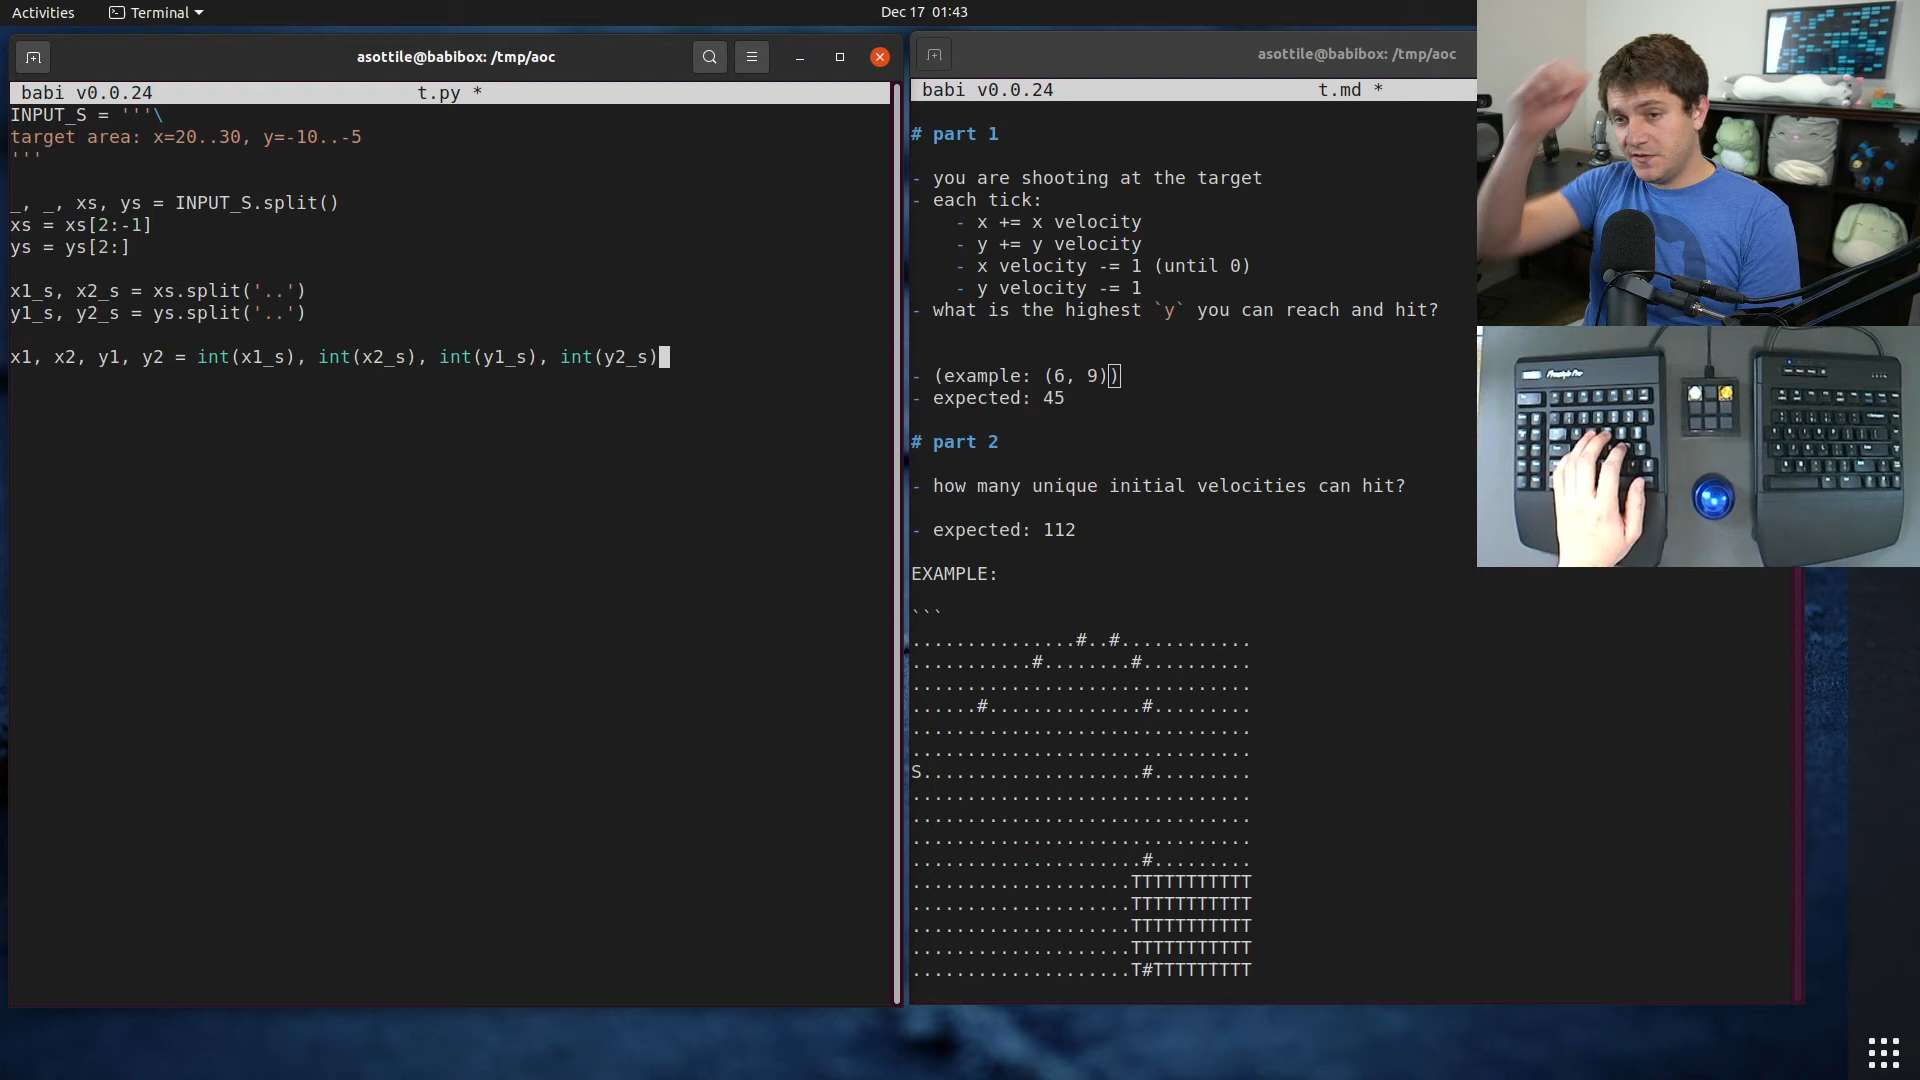 Activities
Terminal
Dec 17 01:43
asottile@babibox: /tmp/aoc
babi v0.0.24 t.py *
INPUT_S = '''\
target area: x=20..30, y=-10..-5
'''
_, _, xs, ys = INPUT_S.split()
xs = xs[2:-1]
ys = ys[2:]
x1_s, x2_s = xs.split('..')
y1_s, y2_s = ys.split('..')
x1, x2, y1, y2 = int(x1_s), int(x2_s), int(y1_s), int(y2_s)
asottile@babibox: /tmp/aoc
babi v0.0.24 t.md *
# part 1
- you are shooting at the target
- each tick:
- x += x velocity
- y += y velocity
- x velocity -= 1 (until 0)
- y velocity -= 1
- what is the highest `y` you can reach and hit?
- (example: (6, 9))
- expected: 45
# part 2
- how many unique initial velocities can hit?
- expected: 112
EXAMPLE:
```
...............#..#............
...........#........#..........
...............................
......#..............#.........
...............................
...............................
S....................#.........
...............................
...............................
...............................
.....................#.........
....................TTTTTTTTTTT
....................TTTTTTTTTTT
....................TTTTTTTTTTT
....................TTTTTTTTTTT
....................T#TTTTTTTTT